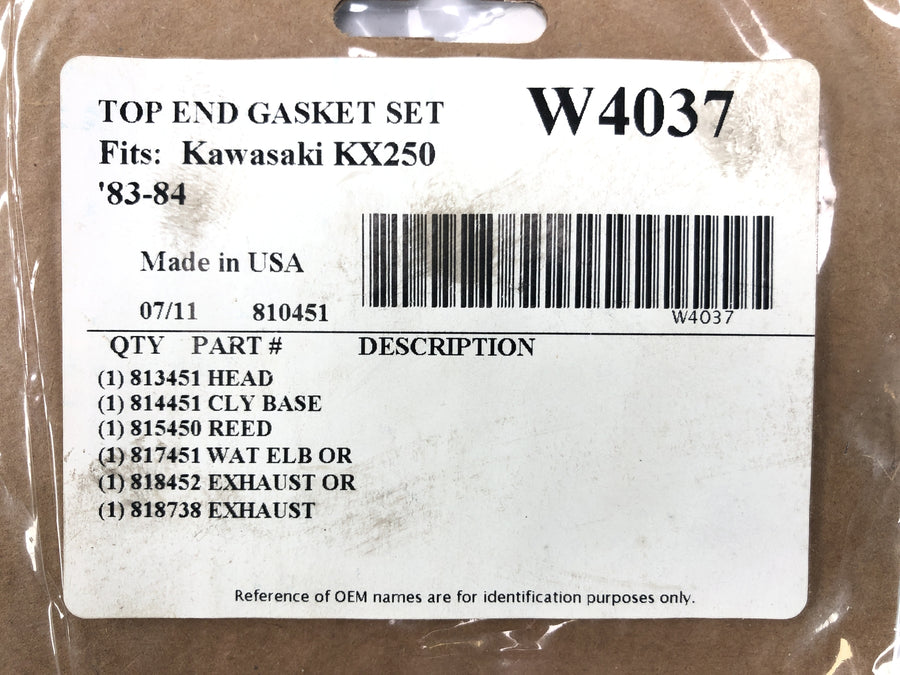 TOP END GASKET SET
W4037
Fits: Kawasaki KX250
'83-84
Made in USA
07/11 810451
W4037
QTY PART # DESCRIPTION
(1) 813451 HEAD
(1) 814451 CLY BASE
(1) 815450 REED
(1) 817451 WAT ELB OR
(1) 818452 EXHAUST OR
(1) 818738 EXHAUST
Reference of OEM names are for identification purposes only.